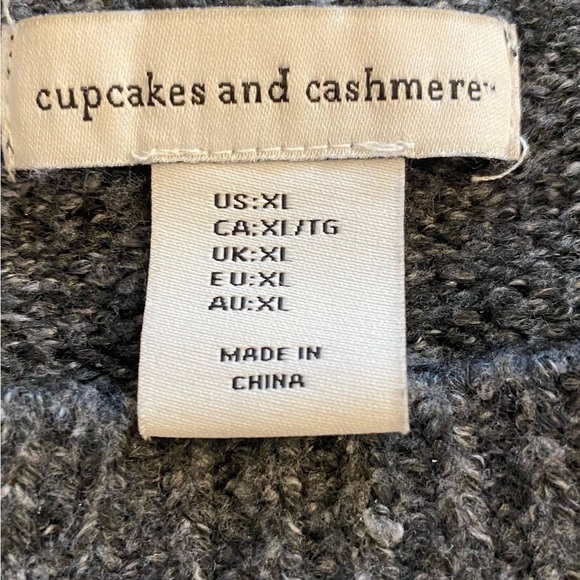 cupcakes and cashmere™
US:XL
CA:XL/TG
UK:XL
EU:XL
AU:XL
MADE IN
CHINA